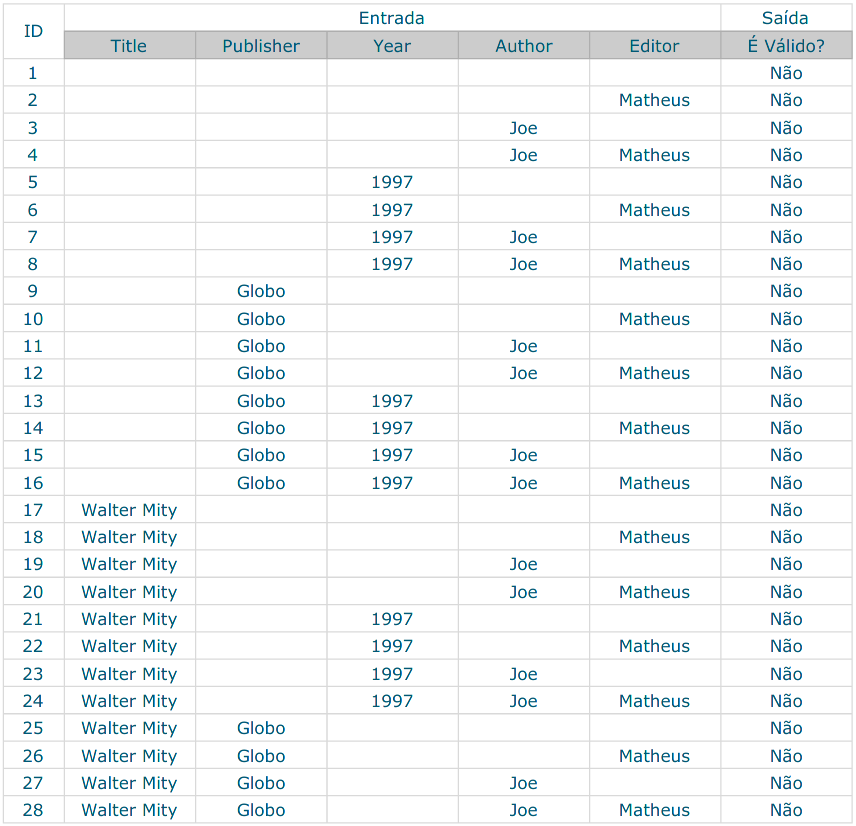 ID Entrada Saída
Title Publisher Year Author Editor É Válido?
1 Não
2 Matheus Não
3 Joe Não
4 Joe Matheus Não
5 1997 Não
6 1997 Matheus Não
7 1997 Joe Não
8 1997 Joe Matheus Não
9 Globo Não
10 Globo Matheus Não
11 Globo Joe Não
12 Globo Joe Matheus Não
13 Globo 1997 Não
14 Globo 1997 Matheus Não
15 Globo 1997 Joe Não
16 Globo 1997 Joe Matheus Não
17 Walter Mity Não
18 Walter Mity Matheus Não
19 Walter Mity Joe Não
20 Walter Mity Joe Matheus Não
21 Walter Mity 1997 Não
22 Walter Mity 1997 Matheus Não
23 Walter Mity 1997 Joe Não
24 Walter Mity 1997 Joe Matheus Não
25 Walter Mity Globo Não
26 Walter Mity Globo Matheus Não
27 Walter Mity Globo Joe Não
28 Walter Mity Globo Joe Matheus Não